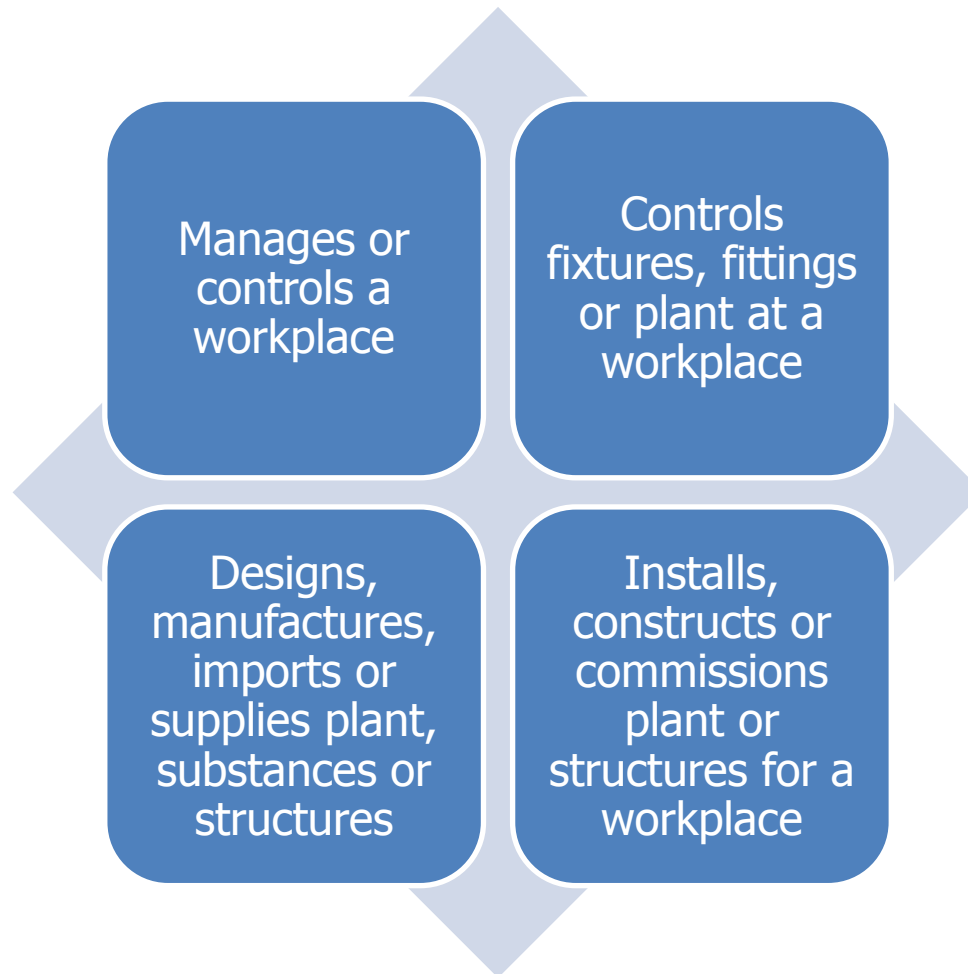 Manages or
controls a
workplace
Controls
fixtures, fittings
or plant at a
workplace
Designs,
manufactures,
imports or
supplies plant,
substances or
structures
Installs,
constructs or
commissions
plant or
structures for a
workplace